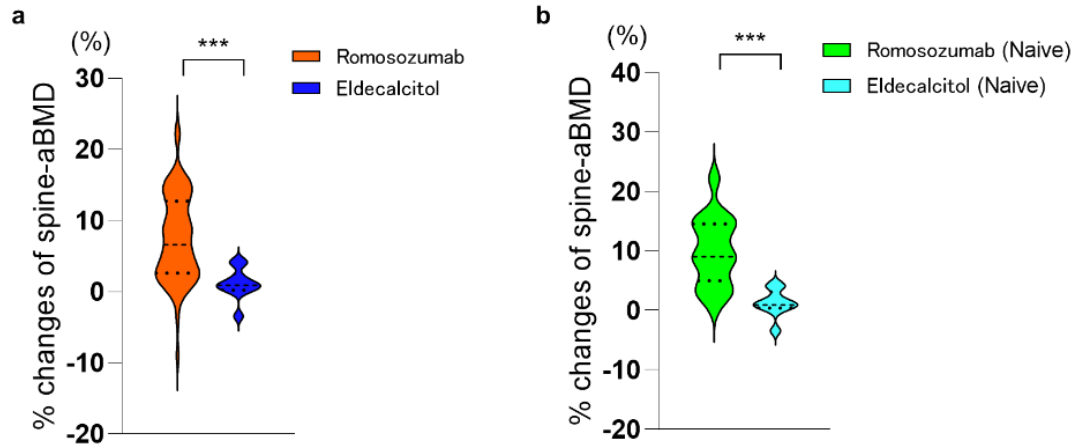 a
(%)
***
Romosozumab
Eldecalcitol
% changes of spine-aBMD
30
20
10
0
-10
-20
b
(%)
***
Romosozumab (Naive)
Eldecalcitol (Naive)
% changes of spine-aBMD
40
30
20
10
0
-10
-20